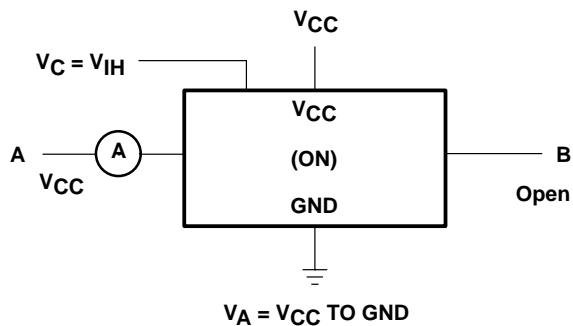 VCC
VC = VIH
VCC
A
A
(ON)
B
VCC
GND
Open
VA = VCC TO GND